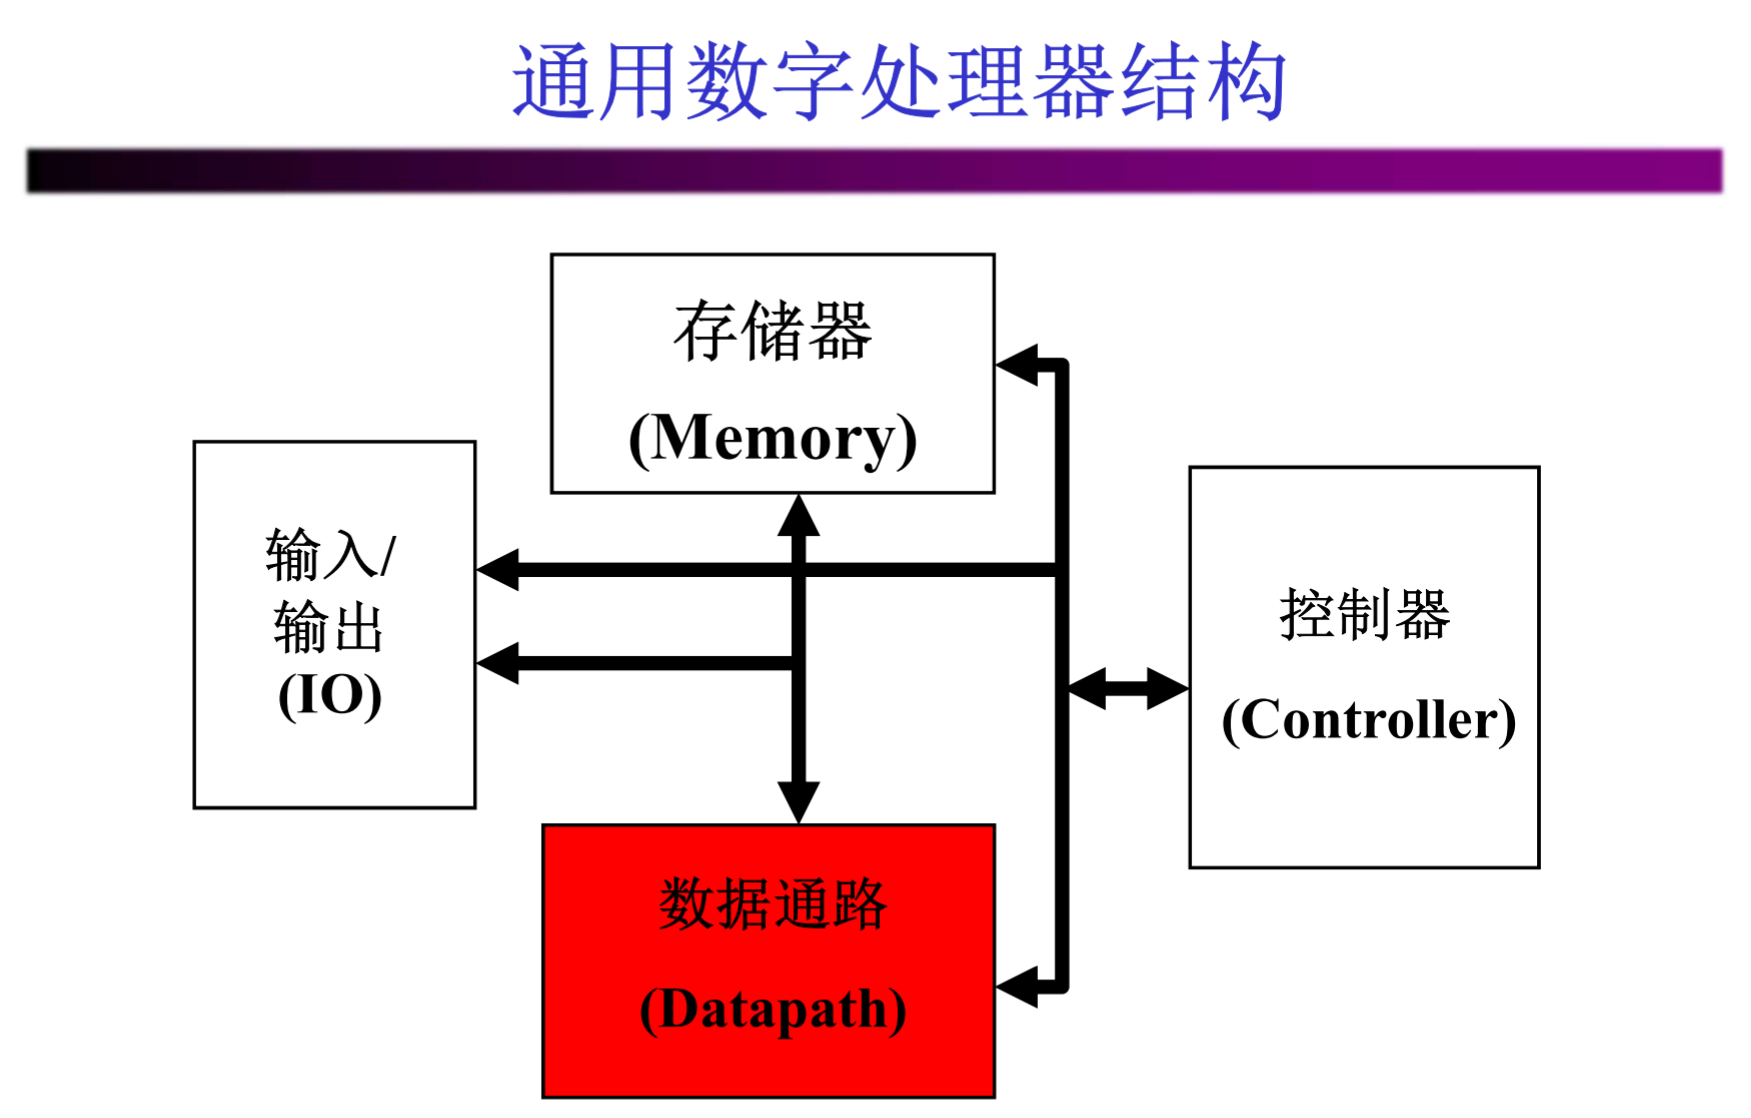 通用数字处理器结构
存储器
(Memory)
输入/
输出
(IO)
控制器
(Controller)
数据通路
(Datapath)